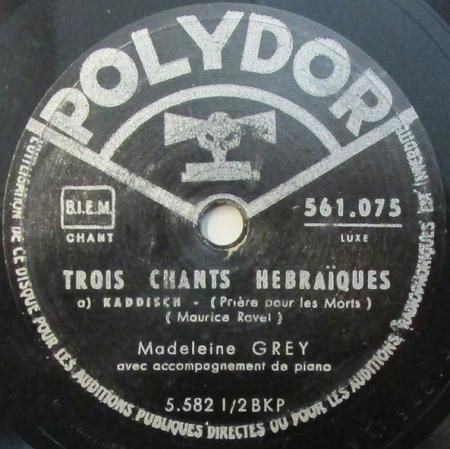 POLYDOR
B.I.E.M.
561.075
CHANT
LUXE
TROIS CHANTS HEBRAÏQUES
a) KADDISCH - (Prière pour les Morts)
(Maurice Ravel)
Madeleine GREY
avec accompagnement de piano
5.582 1/2 BKP
L'UTILISATION DE CE DISQUE POUR LES AUDITIONS PUBLIQUES DIRECTES OU POUR LES AUDITIONS RADIOPHONIQUES EST INTERDITE